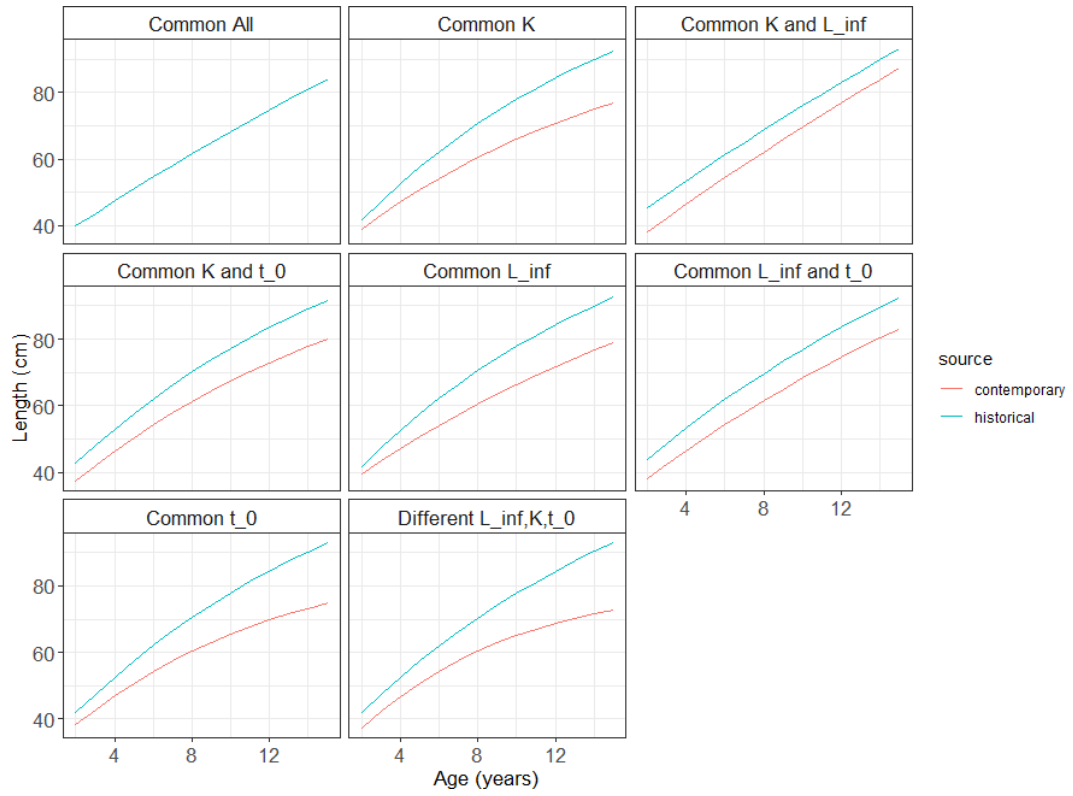 Common All
Common K
Common K and L_inf
80
60
40
Common K and t_0
Common L_inf
Common L_inf and t_0
80
60
40
4 8 12
Common t_0
Different L_inf,K,t_0
80
60
40
4 8 12
4 8 12
Length (cm)
Age (years)
source
contemporary
historical